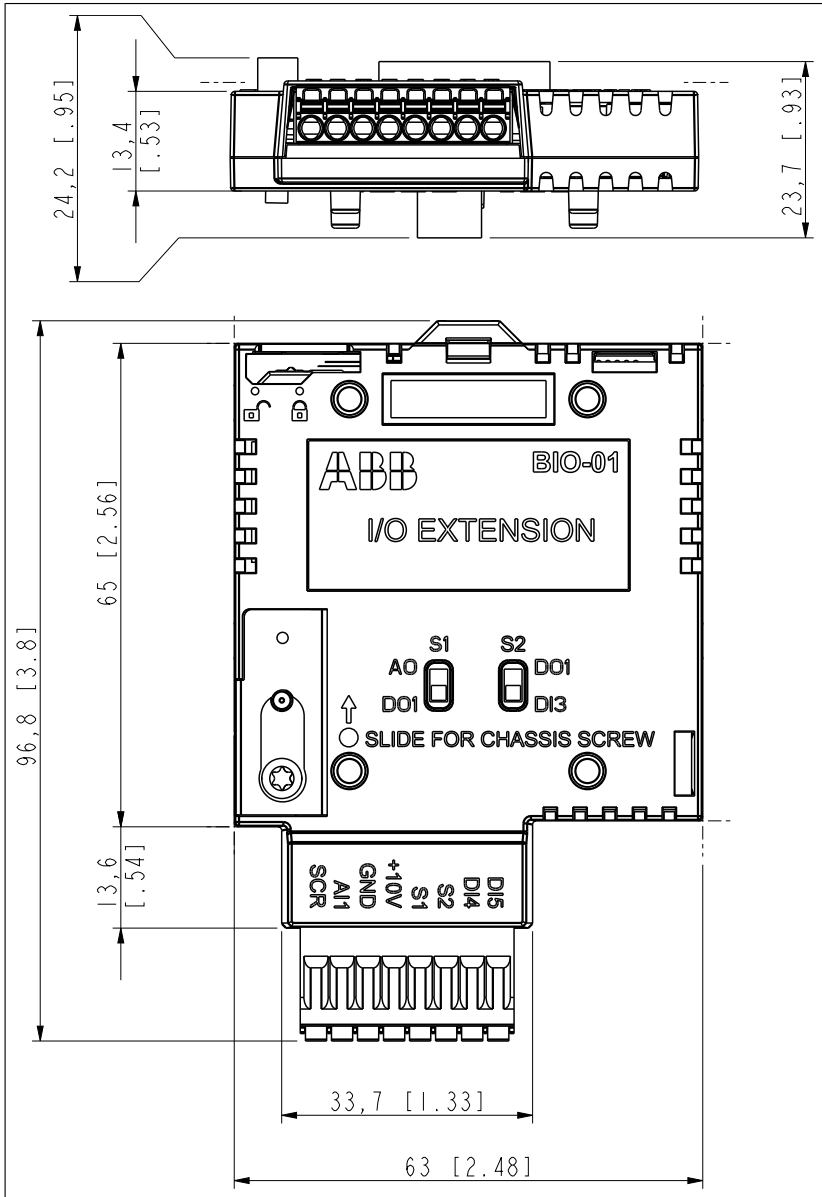 24,2 [.95]
13,4
[.53]
23,7 [.93]
96,8 [3.8]
65 [2.56]
ABB
BIO-01
I/O EXTENSION
S1
S2
AO
DO1
DO1
DI3
SLIDE FOR CHASSIS SCREW
13,6
[.54]
SCR
AI1
GND
+10V
S1
S2
DI4
DI5
33,7 [1.33]
63 [2.48]